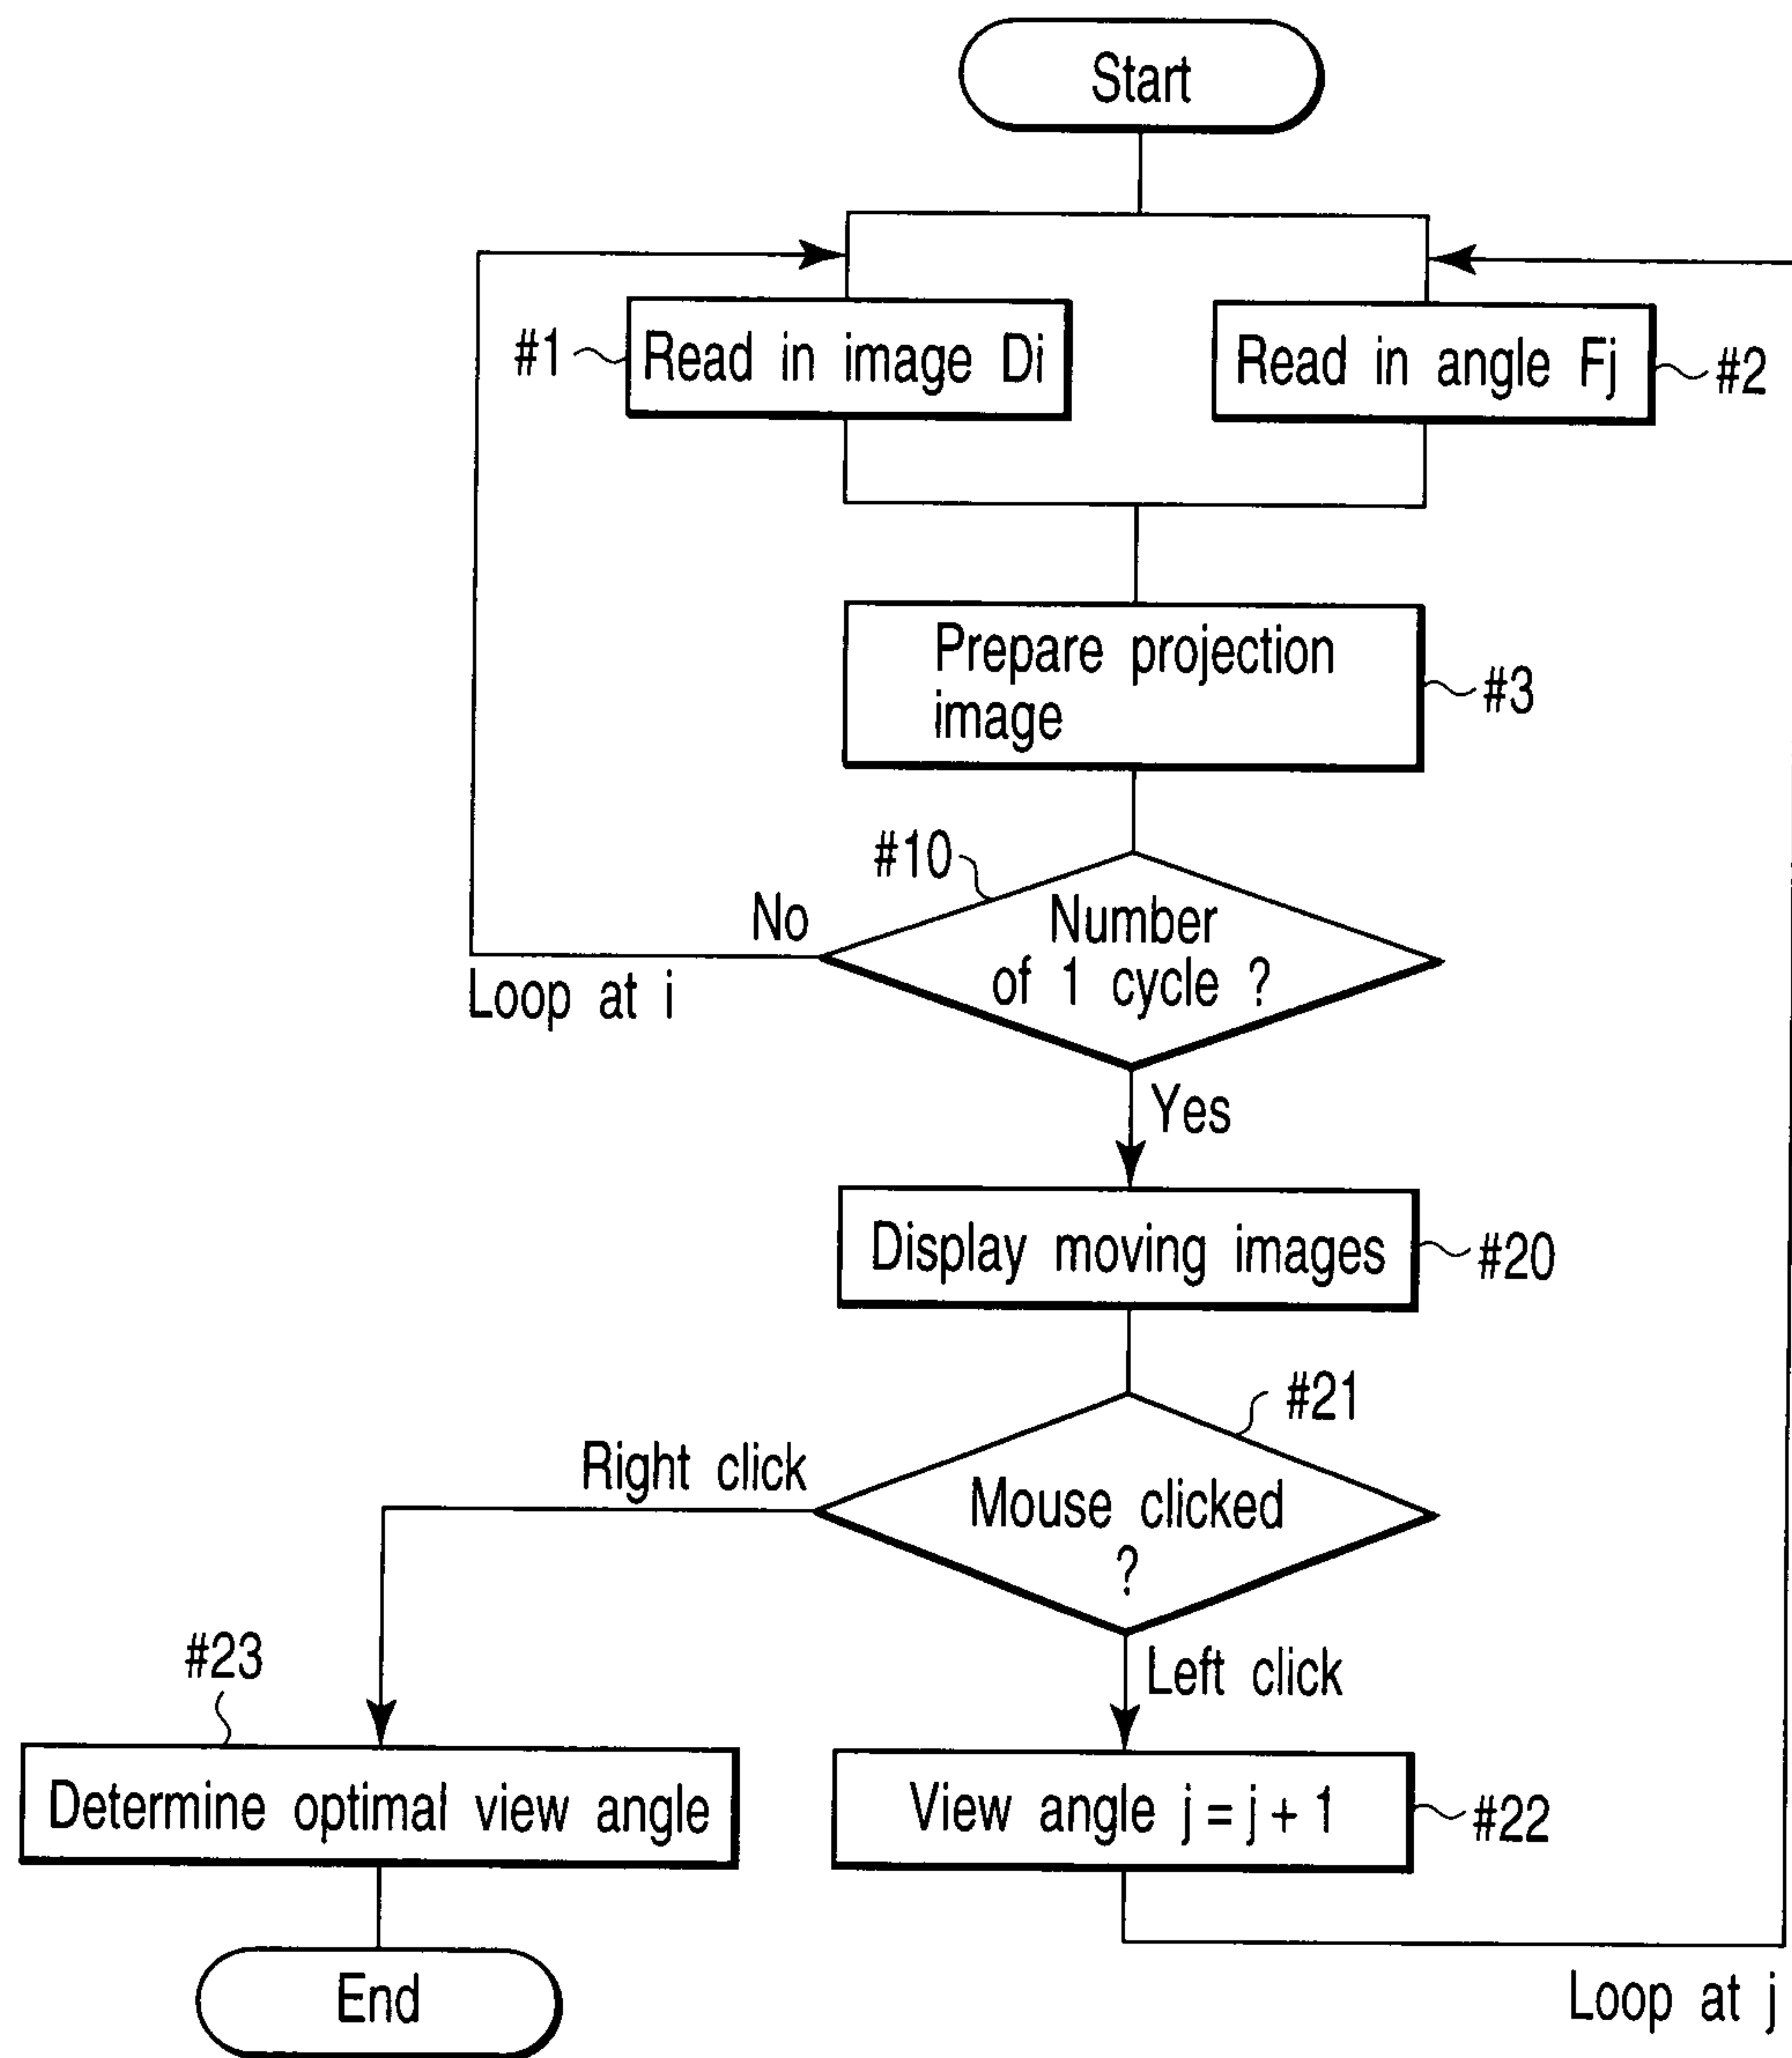 Start
#1
Read in image Di
Read in angle Fj
#2
Prepare projection
image
#3
#10
No
Number
of 1 cycle ?
Loop at i
Yes
Display moving images
#20
#21
Right click
Mouse clicked
?
Left click
#23
Determine optimal view angle
View angle j = j + 1
#22
End
Loop at j